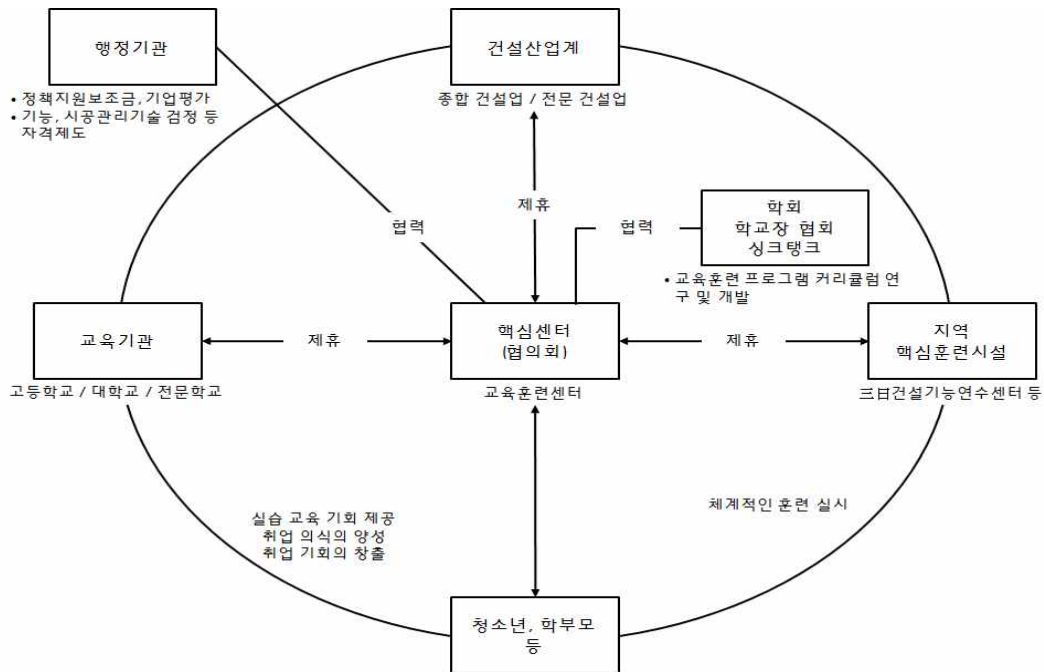 행정기관
• 정책지원보조금, 기업평가
• 기능, 시공관리기술 검정 등
자격제도
건설산업계
종합 건설업 / 전문 건설업
제휴
협력
협력
학회
학교장 협회
싱크탱크
• 교육훈련 프로그램 커리큘럼 연
구 및 개발
교육기관
고등학교 / 대학교 / 전문학교
제휴
핵심센터
(협의회)
교육훈련센터
제휴
지역
핵심훈련시설
三日건설기능연수센터 등
실습 교육 기회 제공
취업 의식의 양성
취업 기회의 창출
체계적인 훈련 실시
청소년, 학부모
등